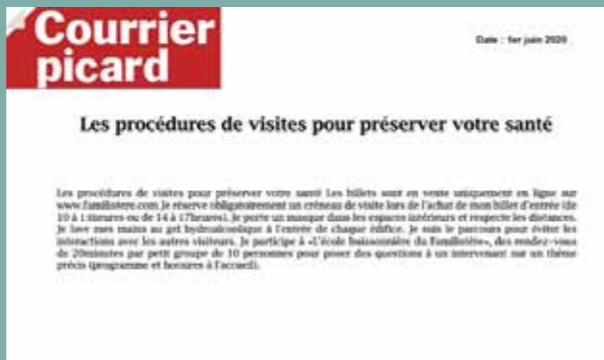 Courrier
picard
Date : 1er juin 2020
Les procédures de visites pour préserver votre santé
Les procédures de visites pour préserver votre santé Les billets sont en vente uniquement en ligne sur
www.familistere.com Je réserve obligatoirement un créneau de visite lors de l'achat de mon billet d'entrée (de
10 à 13heures ou de 14 à 17heures). Je porte un masque dans les espaces intérieurs et respecte les distances.
Je lave mes mains au gel hydroalcoolique à l'entrée de chaque édifice. Je suis le parcours pour éviter les
interactions avec les autres visiteurs. Je participe à «L'école buissonnière du Familistère», des rendez-vous
de 20minutes par petit groupe de 10 personnes pour poser des questions à un intervenant sur un thème
précis (programme et horaires à l'accueil).